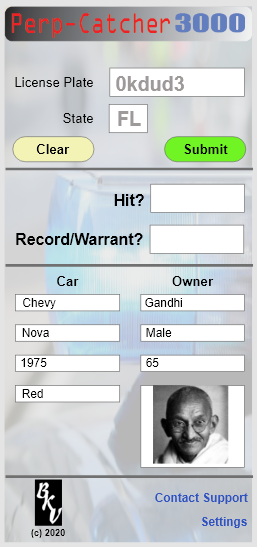 Perp-Catcher 3000
License Plate 0kdud3
State FL
Clear Submit
Hit?
Record/Warrant?
Car Owner
Chevy Gandhi
Nova Male
1975 65
Red
BKV
(c) 2020
Contact Support
Settings